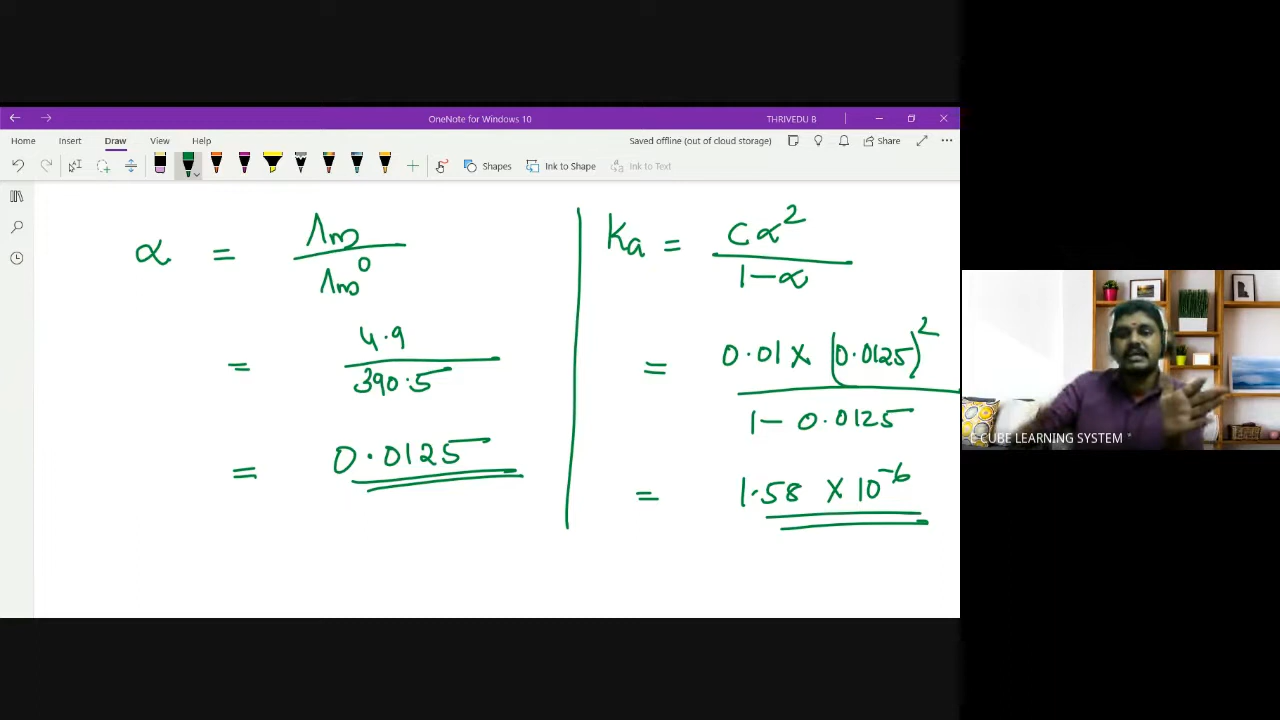 OneNote for Windows 10
THRIVEDU B
Home Insert Draw View Help
Saved offline (out of cloud storage)
Share
Shapes
Ink to Shape
Ink to Text
α = Λm / Λm⁰
= 4.9 / 390.5
= 0.0125
Ka = Cα² / 1-α
= 0.01 × (0.0125)² / 1 - 0.0125
= 1.58 × 10⁻⁶
C CUBE LEARNING SYSTEM